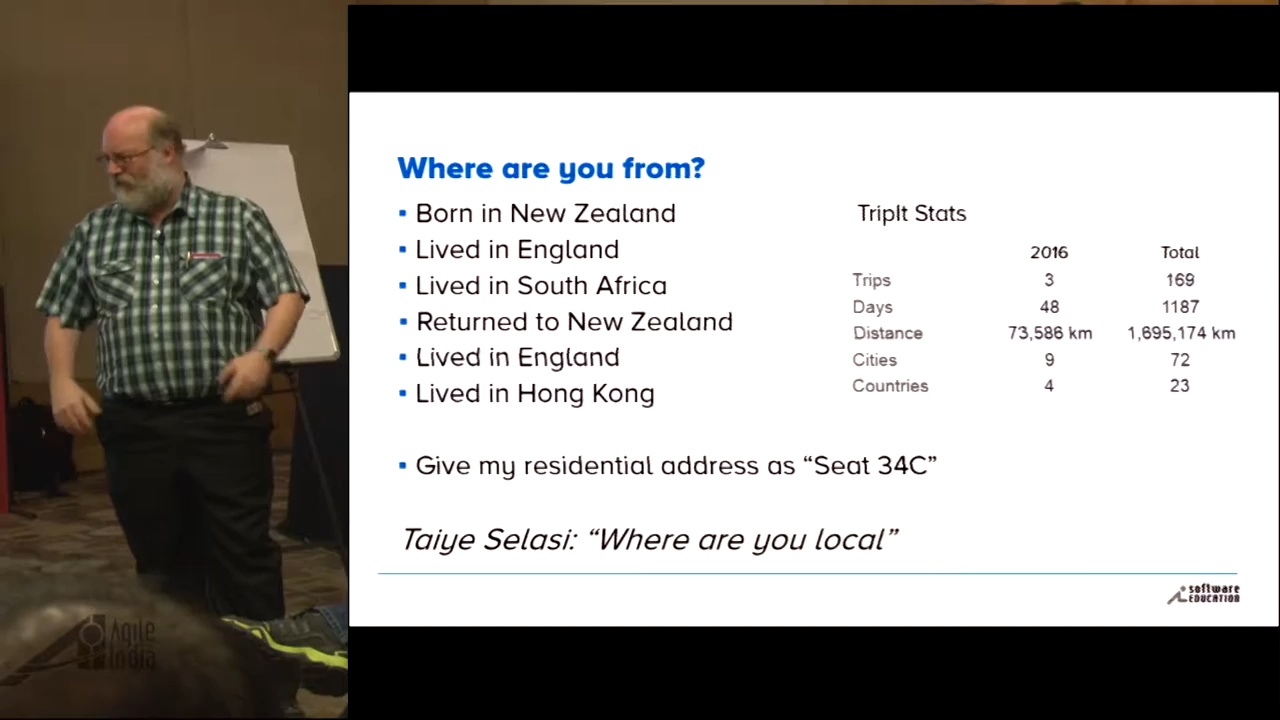 Where are you from?
▪ Born in New Zealand
▪ Lived in England
▪ Lived in South Africa
▪ Returned to New Zealand
▪ Lived in England
▪ Lived in Hong Kong
▪ Give my residential address as “Seat 34C”
Taiye Selasi: “Where are you local”
TripIt Stats
2016 Total
Trips 3 169
Days 48 1187
Distance 73,586 km 1,695,174 km
Cities 9 72
Countries 4 23
software
EDUCATION
Agile
India